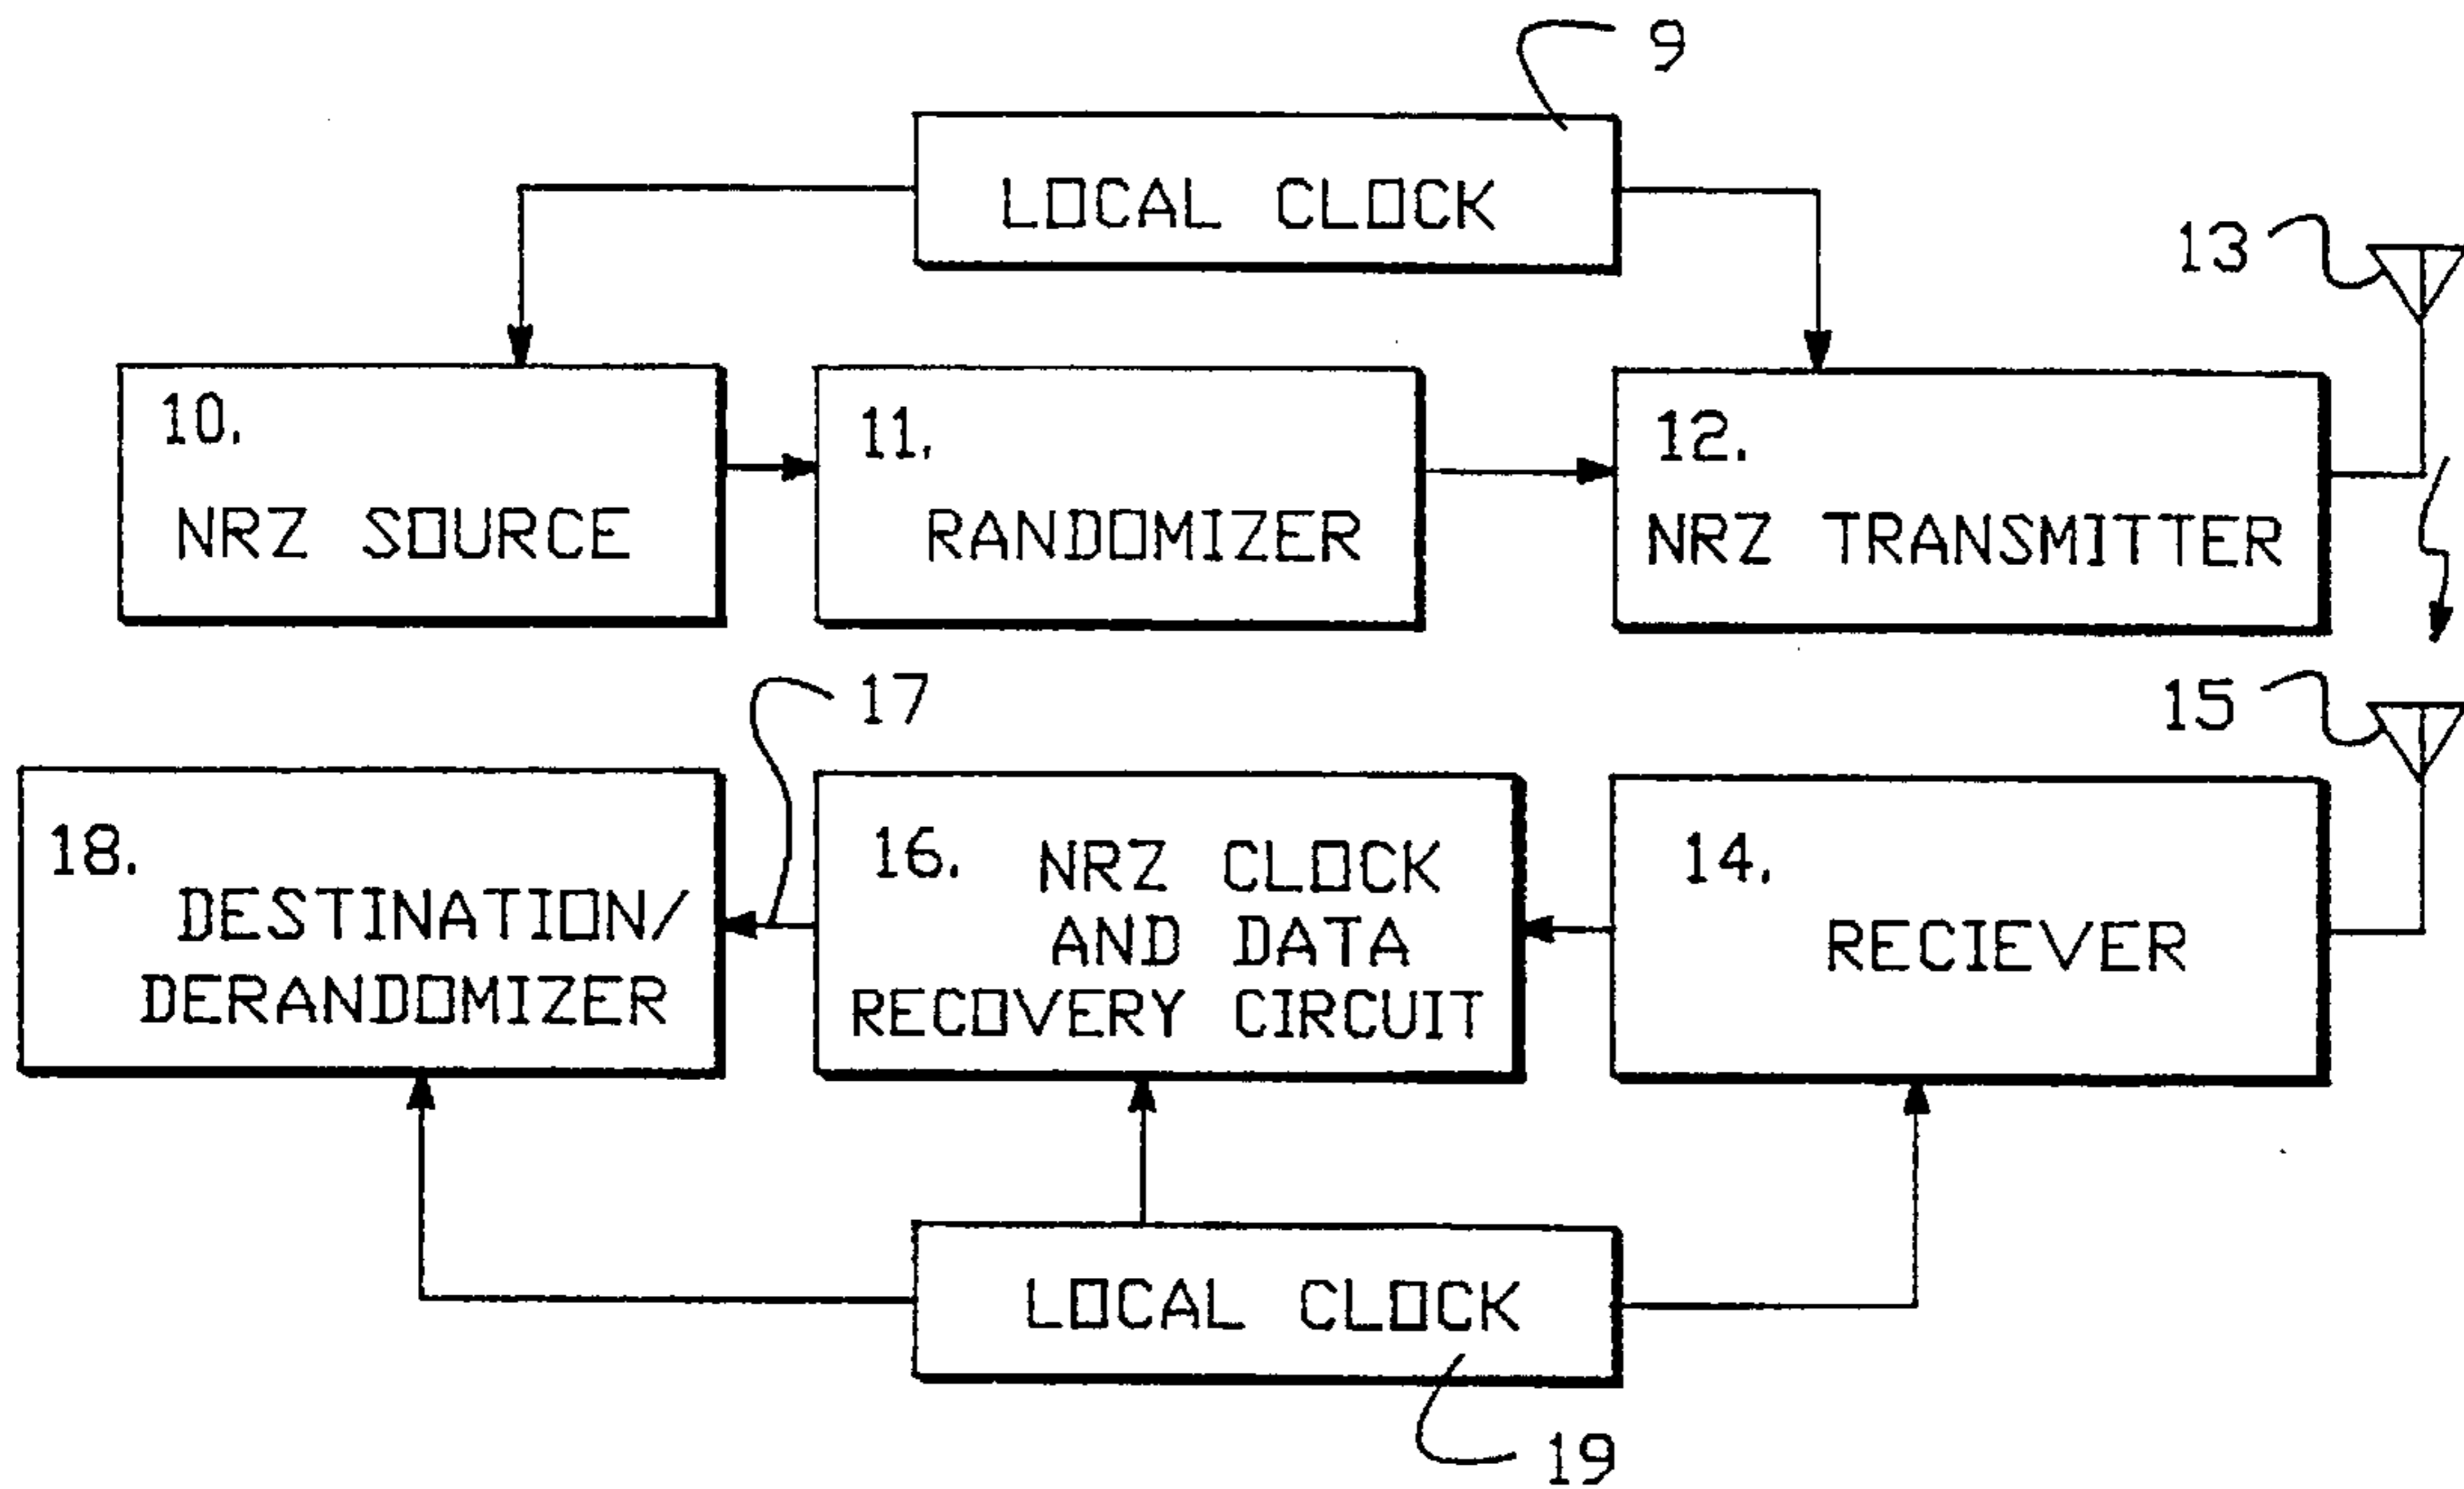 9
LOCAL CLOCK
13
10.
NRZ SOURCE
11.
RANDOMIZER
12.
NRZ TRANSMITTER
17
15
18.
DESTINATION/
DERANDOMIZER
16. NRZ CLOCK
AND DATA
RECOVERY CIRCUIT
14.
RECIEVER
LOCAL CLOCK
19